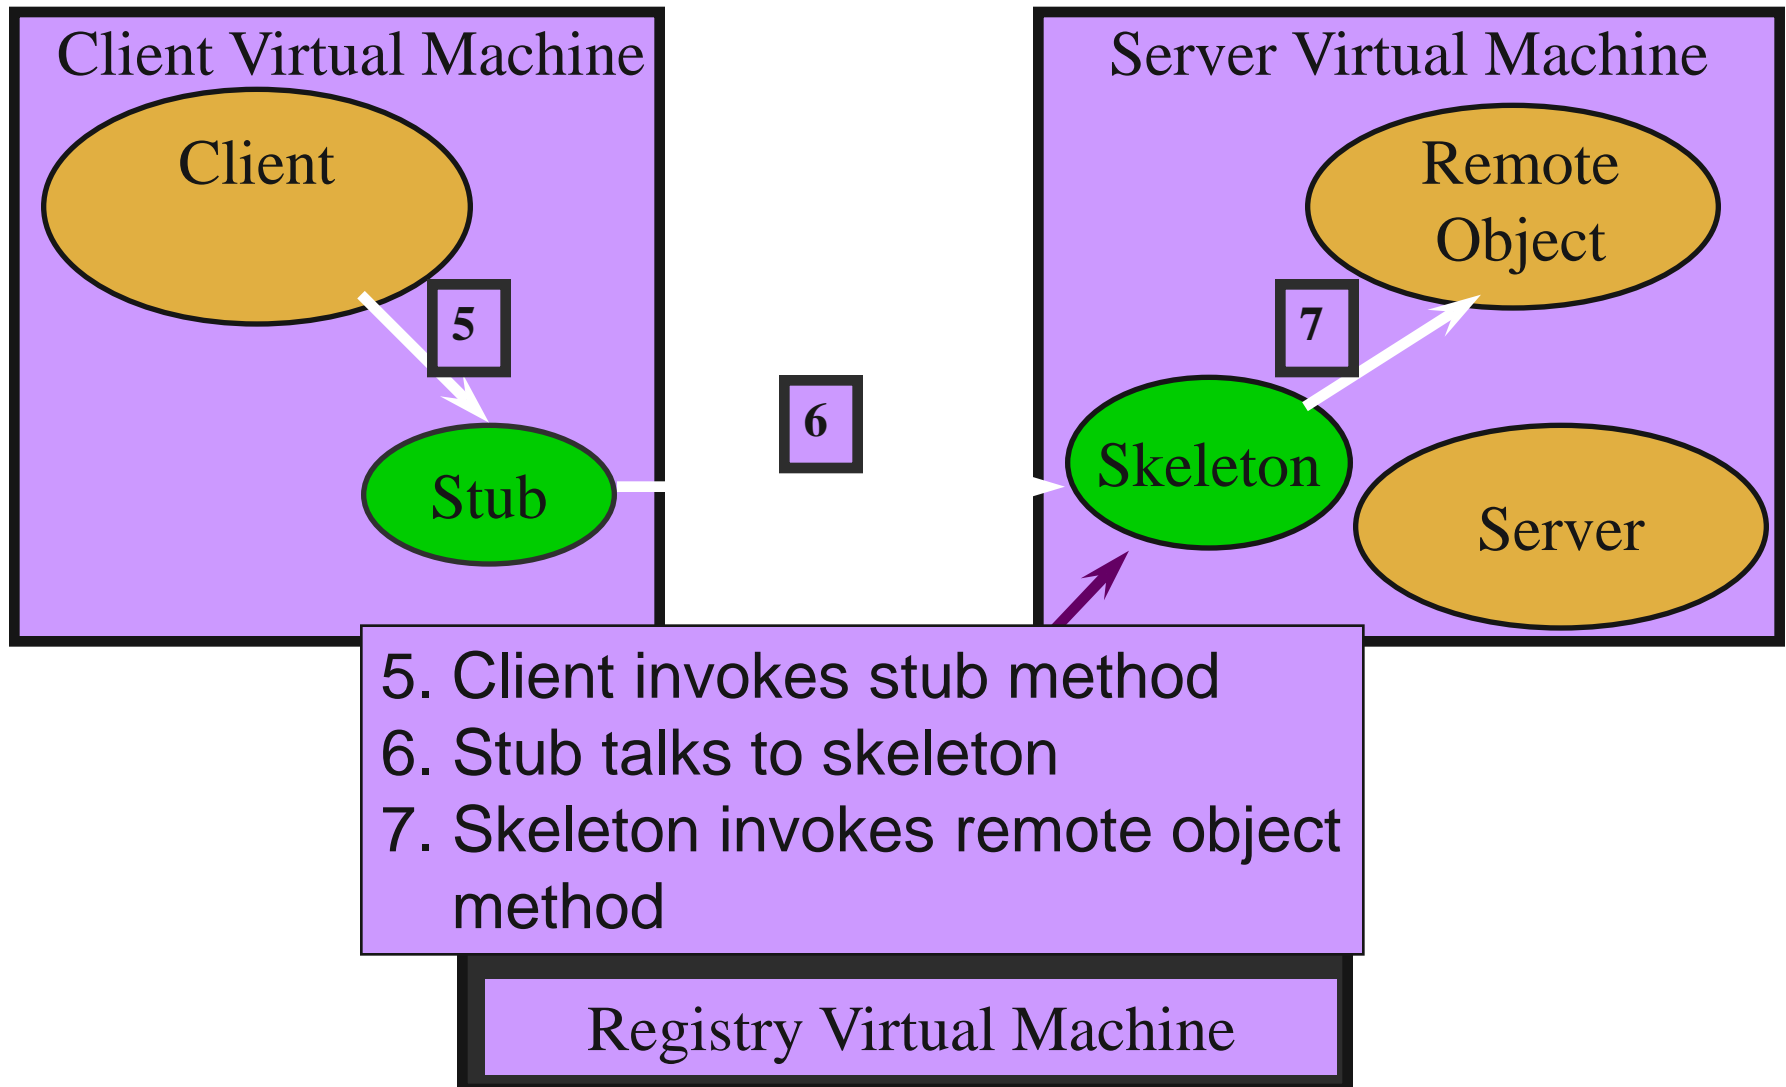 Client Virtual Machine
Client
5
Stub
6
Server Virtual Machine
Remote
Object
7
Skeleton
Server
5. Client invokes stub method
6. Stub talks to skeleton
7. Skeleton invokes remote object
method
Registry Virtual Machine